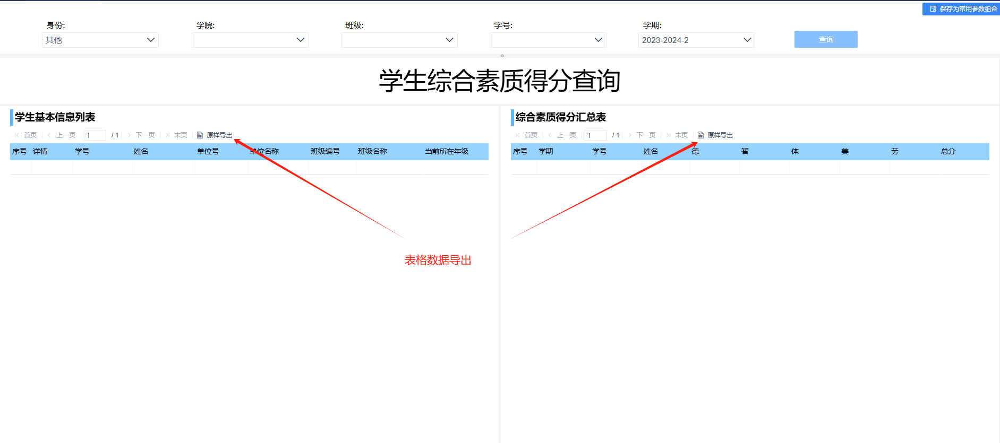 保存为常用参数组合
身份: 学院: 班级: 学号: 学期:
其他 2023-2024-2 查询
学生综合素质得分查询
学生基本信息列表
首页 上一页 1 / 1 下一页 末页 原样导出
序号 详情 学号 姓名 单位号 单位名称 班级编号 班级名称 当前所在年级
综合素质得分汇总表
首页 上一页 1 / 1 下一页 末页 原样导出
序号 学期 学号 姓名 德 智 体 美 劳 总分
表格数据导出